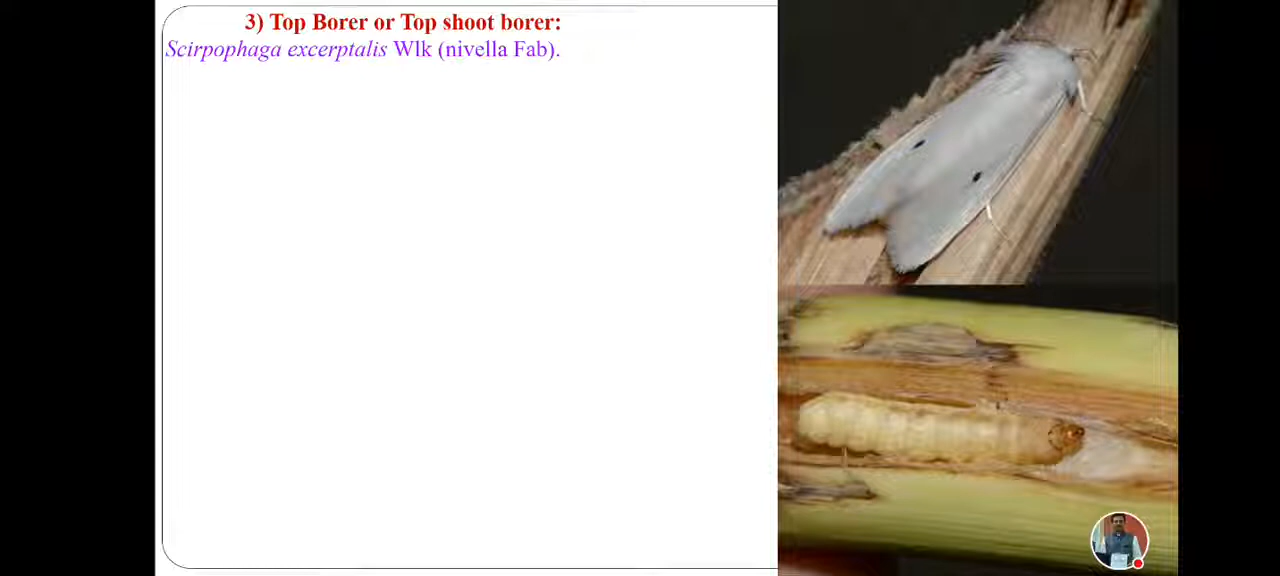 3) Top Borer or Top shoot borer:
Scirpophaga excerptalis Wlk (nivella Fab).